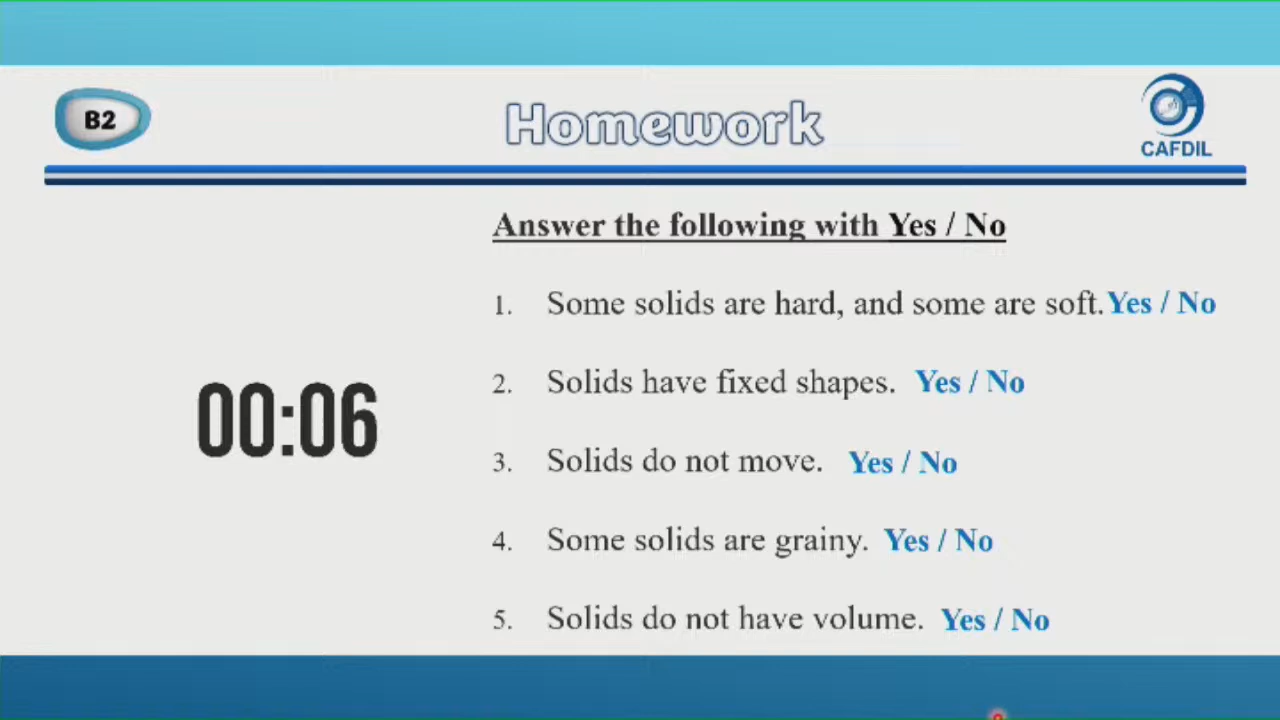 B2
Homework
CAFDIL
Answer the following with Yes / No
1. Some solids are hard, and some are soft. Yes / No
2. Solids have fixed shapes. Yes / No
00:06
3. Solids do not move. Yes / No
4. Some solids are grainy. Yes / No
5. Solids do not have volume. Yes / No